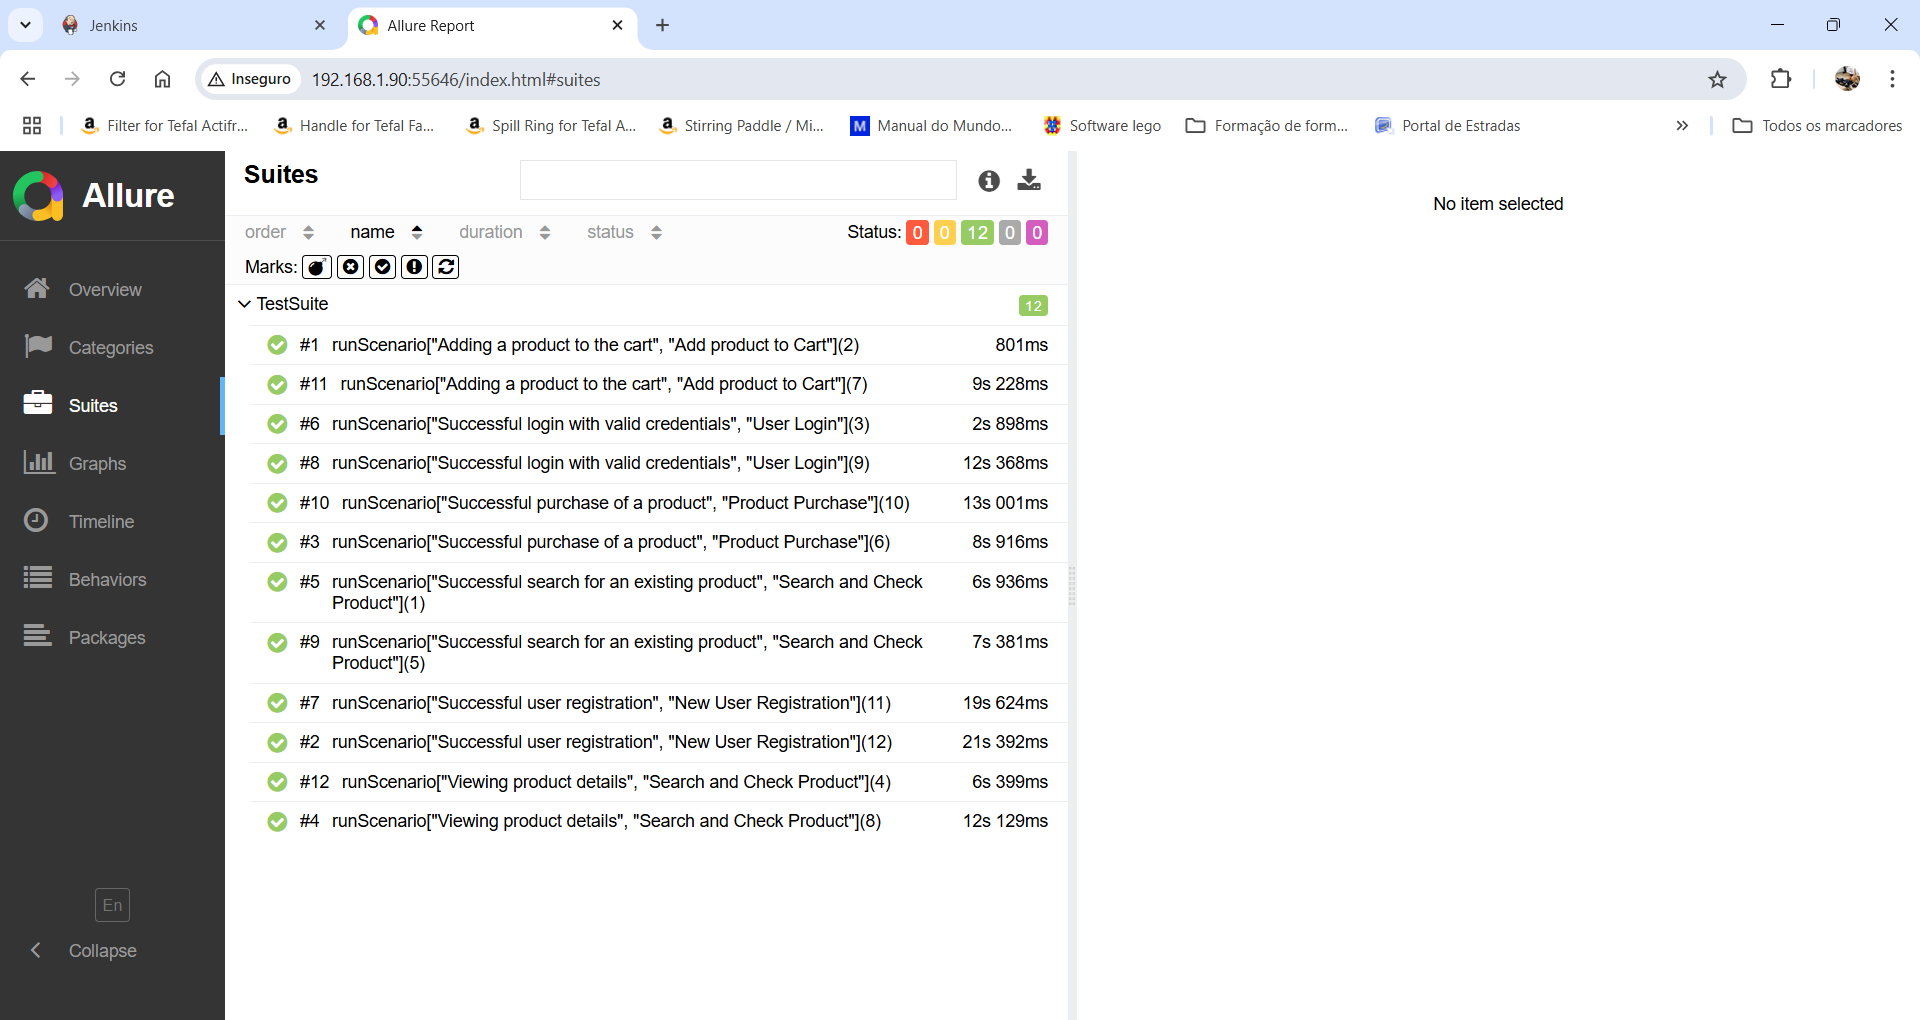 Jenkins
Allure Report
Inseguro
192.168.1.90:55646/index.html#suites
Filter for Tefal Actifr...
Handle for Tefal Fa...
Spill Ring for Tefal A...
Stirring Paddle / Mi...
M Manual do Mundo...
Software lego
Formação de form...
Portal de Estradas
Todos os marcadores
Allure
Overview
Categories
Suites
Graphs
Timeline
Behaviors
Packages
En
Collapse
Suites
order name duration status Status: 0 0 12 0 0
Marks:
TestSuite 12
#1 runScenario["Adding a product to the cart", "Add product to Cart"](2) 801ms
#11 runScenario["Adding a product to the cart", "Add product to Cart"](7) 9s 228ms
#6 runScenario["Successful login with valid credentials", "User Login"](3) 2s 898ms
#8 runScenario["Successful login with valid credentials", "User Login"](9) 12s 368ms
#10 runScenario["Successful purchase of a product", "Product Purchase"](10) 13s 001ms
#3 runScenario["Successful purchase of a product", "Product Purchase"](6) 8s 916ms
#5 runScenario["Successful search for an existing product", "Search and Check 6s 936ms
Product"](1)
#9 runScenario["Successful search for an existing product", "Search and Check 7s 381ms
Product"](5)
#7 runScenario["Successful user registration", "New User Registration"](11) 19s 624ms
#2 runScenario["Successful user registration", "New User Registration"](12) 21s 392ms
#12 runScenario["Viewing product details", "Search and Check Product"](4) 6s 399ms
#4 runScenario["Viewing product details", "Search and Check Product"](8) 12s 129ms
No item selected